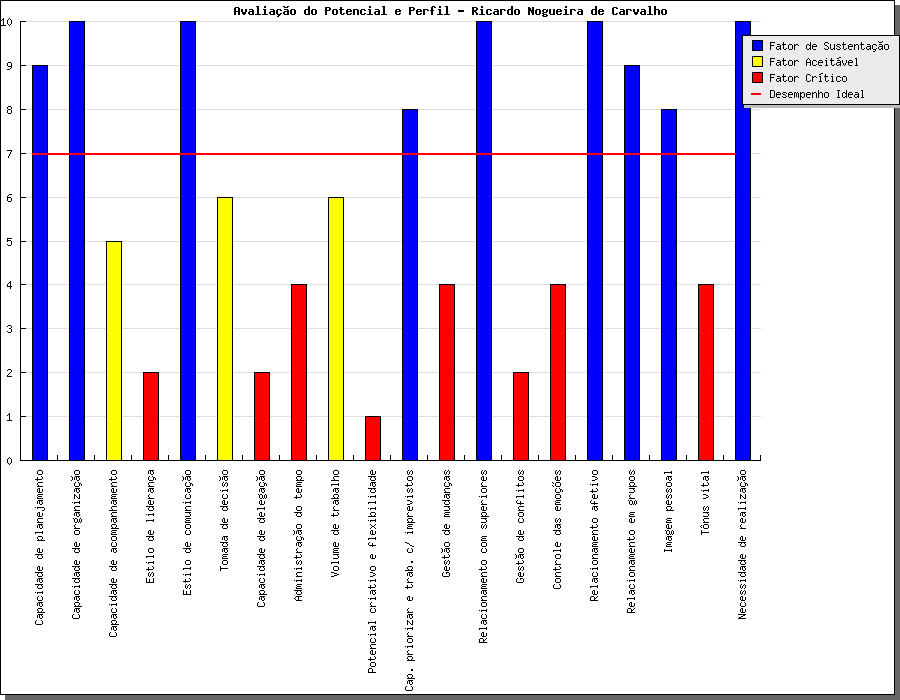 Avaliação do Potencial e Perfil - Ricardo Nogueira de Carvalho
10
9
8
7
6
5
4
3
2
1
0
Fator de Sustentação
Fator Aceitável
Fator Crítico
Desempenho Ideal
Capacidade de planejamento
Capacidade de organização
Capacidade de acompanhamento
Estilo de liderança
Estilo de comunicação
Tomada de decisão
Capacidade de delegação
Administração do tempo
Volume de trabalho
Potencial criativo e flexibilidade
Cap. priorizar e trab. c/ imprevistos
Gestão de mudanças
Relacionamento com superiores
Gestão de conflitos
Controle das emoções
Relacionamento afetivo
Relacionamento em grupos
Imagem pessoal
Tônus vital
Necessidade de realização